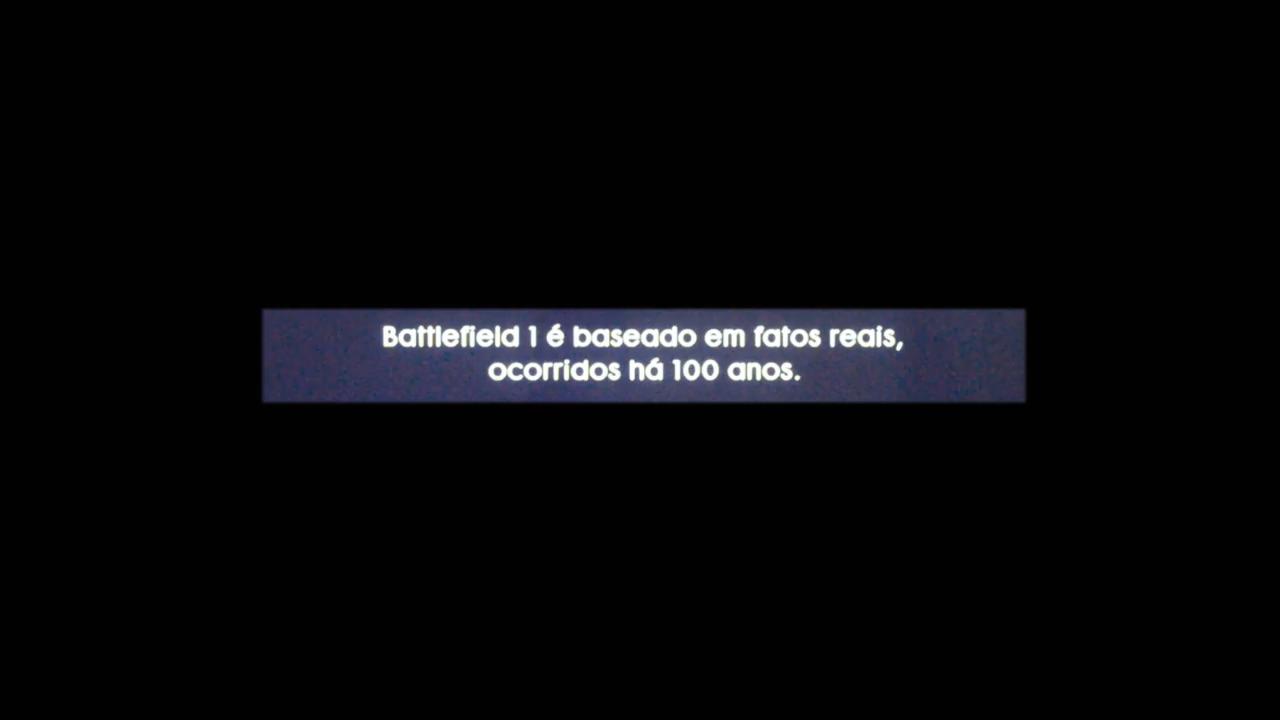 Battlefield 1 é baseado em fatos reais,
ocorridos há 100 anos.